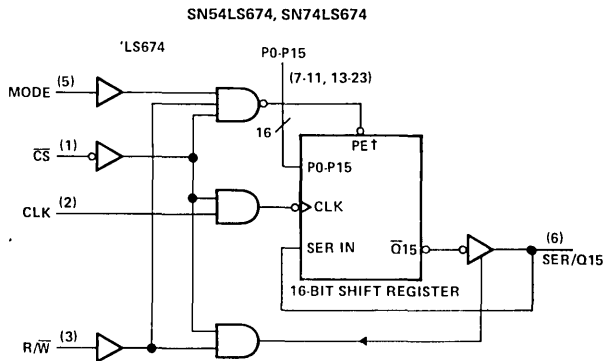 SN54LS674, SN74LS674
'LS674
P0-P15
(7-11, 13-23)
MODE (5)
16
PE†
CS (1)
P0-P15
CLK (2)
CLK
SER IN
Q15
(6)
SER/Q15
16-BIT SHIFT REGISTER
R/W (3)